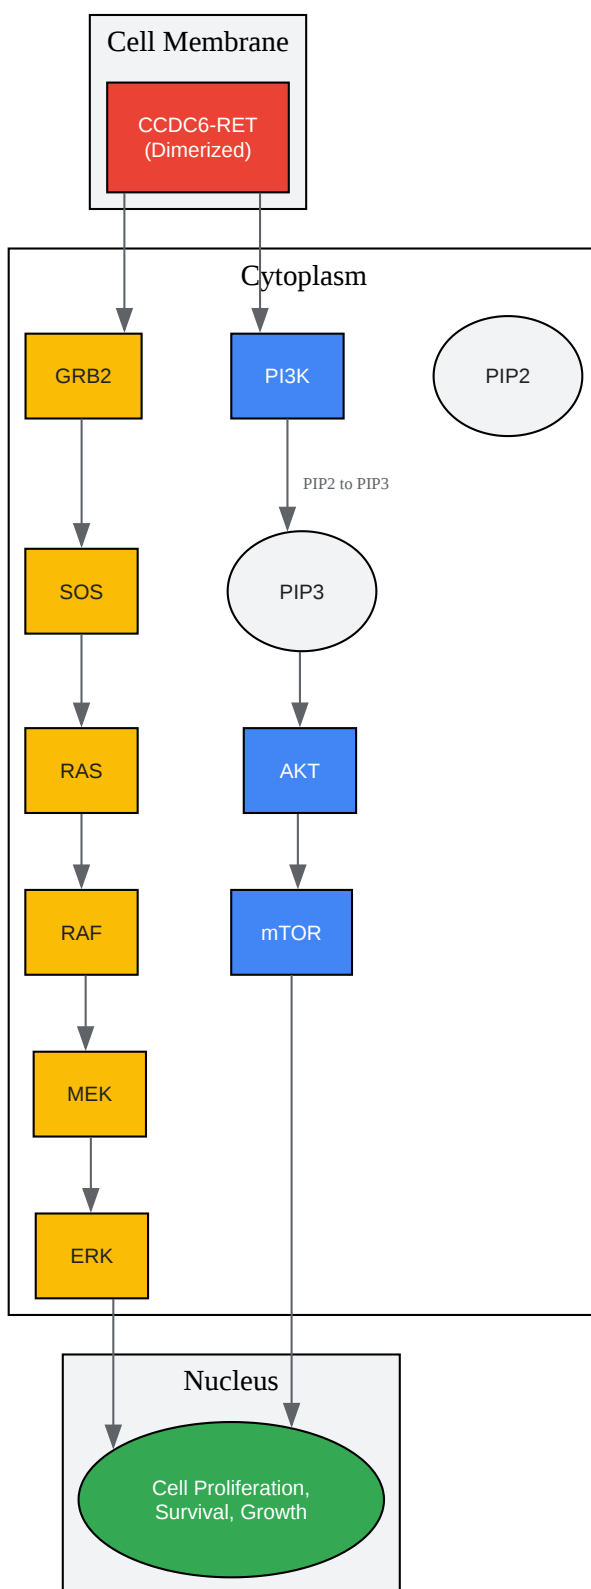 Cell Membrane
CCDC6-RET
(Dimerized)
Cytoplasm
GRB2
PI3K
PIP2
PIP2 to PIP3
SOS
PIP3
RAS
AKT
RAF
mTOR
MEK
ERK
Nucleus
Cell Proliferation,
Survival, Growth